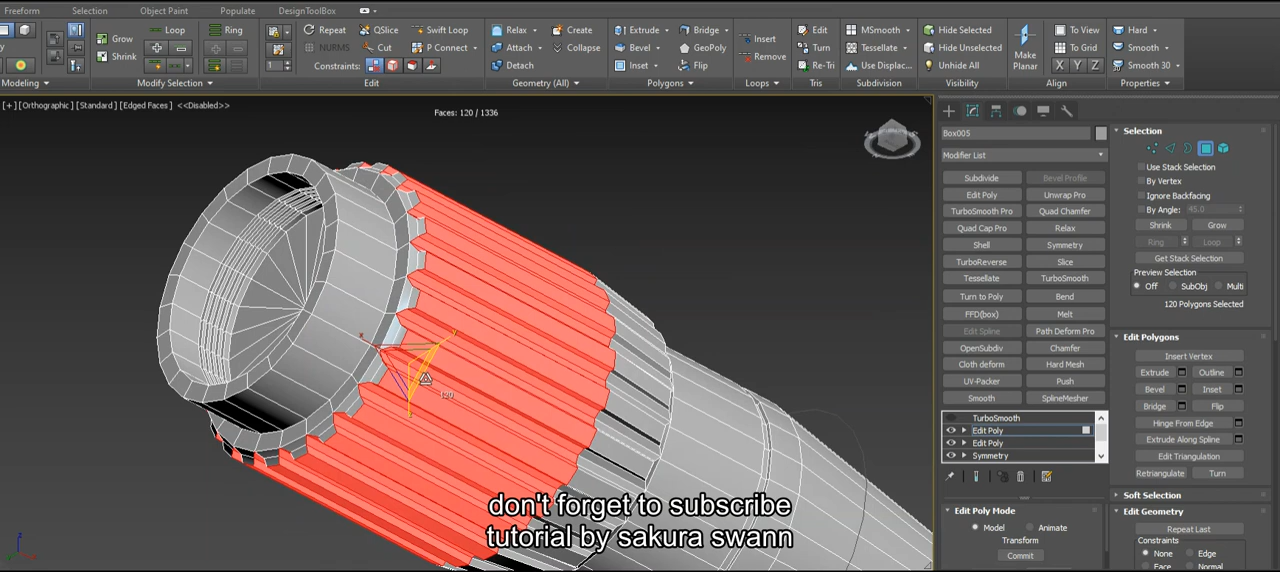 Freeform Selection Object Paint Populate DesignToolBox
Grow
Shrink
Loop Ring
Modeling Modify Selection
Repeat QSlice Swift Loop
NURMS Cut P Connect
Constraints:
1
Edit
Relax Create
Attach Collapse
Detach
Geometry (All)
Extrude Bridge
Bevel GeoPoly
Inset Flip
Polygons
Insert
Remove
Loops
Edit
Turn
Re-Tri
Tris
MSmooth
Tessellate
Use Displac...
Subdivision
Hide Selected
Hide Unselected
Unhide All
Visibility
Make
Planar
To View
To Grid
X Y Z
Align
Hard
Smooth
Smooth 30
Properties
[+] [Orthographic] [Standard] [Edged Faces] <<Disabled>>
Faces: 120 / 1336
x
y
z
120
don't forget to subscribe
tutorial by sakura swann
Box005
Modifier List
Subdivide Bevel Profile
Edit Poly Unwrap Pro
TurboSmooth Pro Quad Chamfer
Quad Cap Pro Relax
Shell Symmetry
TurboReverse Slice
Tessellate TurboSmooth
Turn to Poly Bend
FFD(box) Melt
Edit Spline Path Deform Pro
OpenSubdiv Chamfer
Cloth deform Hard Mesh
UV-Packer Push
Smooth SplineMesher
TurboSmooth
Edit Poly
Edit Poly
Symmetry
Edit Poly Mode
Model Animate
Transform
Commit
Selection
Use Stack Selection
By Vertex
Ignore Backfacing
By Angle: 45.0
Shrink Grow
Ring Loop
Get Stack Selection
Preview Selection
Off SubObj Multi
120 Polygons Selected
Edit Polygons
Insert Vertex
Extrude Outline
Bevel Inset
Bridge Flip
Hinge From Edge
Extrude Along Spline
Edit Triangulation
Retriangulate Turn
Soft Selection
Edit Geometry
Repeat Last
Constraints
None Edge
Face Normal